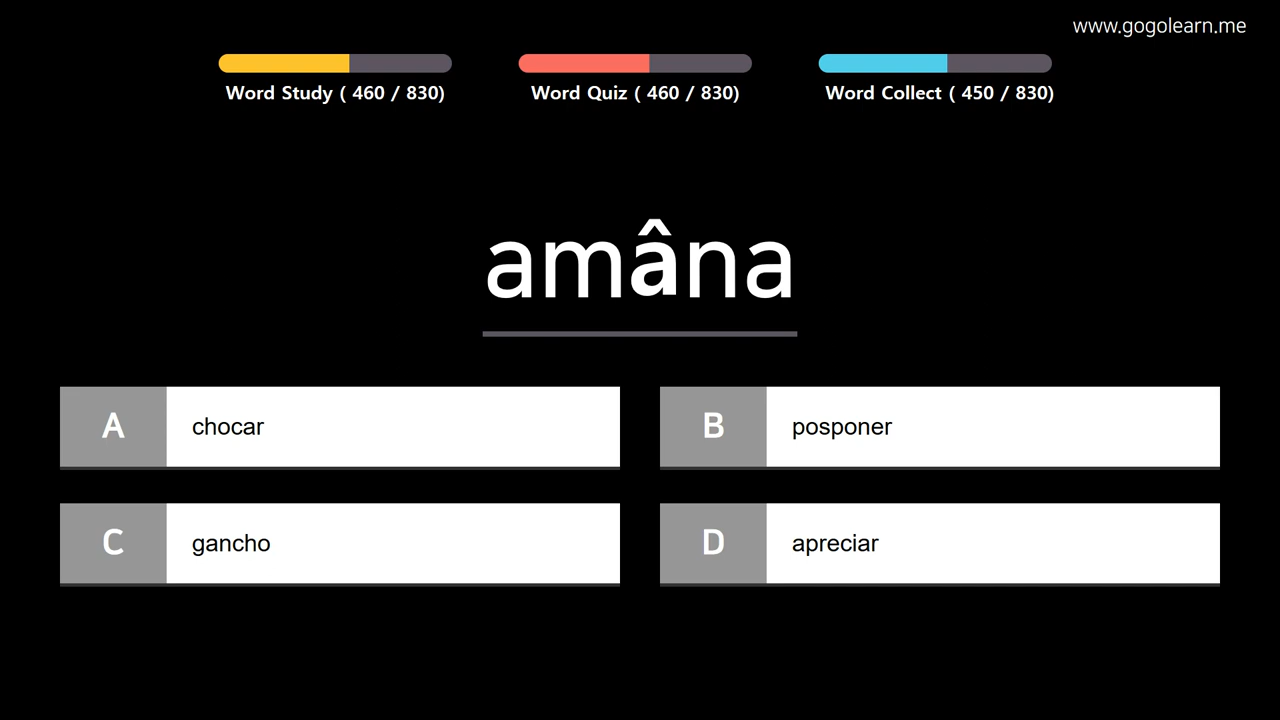 www.gogolearn.me
Word Study ( 460 / 830)
Word Quiz ( 460 / 830)
Word Collect ( 450 / 830)
amâna
A chocar
B posponer
C gancho
D apreciar